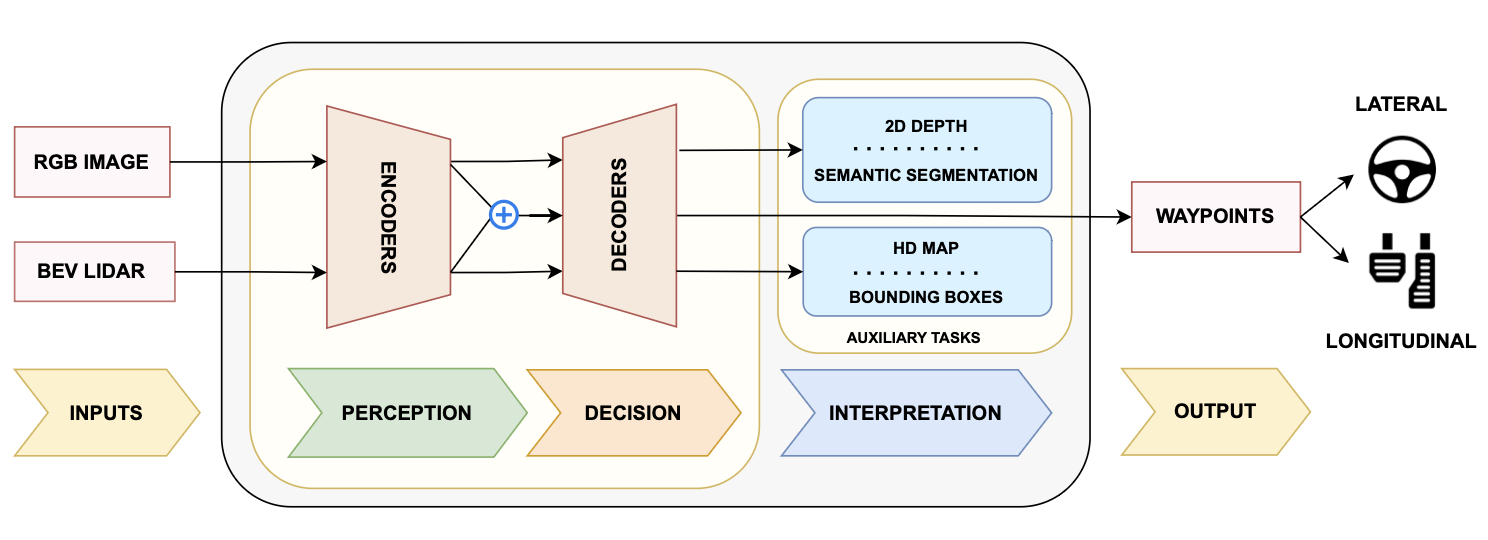 RGB IMAGE
BEV LIDAR
ENCODERS
DECODERS
2D DEPTH
SEMANTIC SEGMENTATION
HD MAP
BOUNDING BOXES
AUXILIARY TASKS
WAYPOINTS
LATERAL
LONGITUDINAL
INPUTS
PERCEPTION
DECISION
INTERPRETATION
OUTPUT